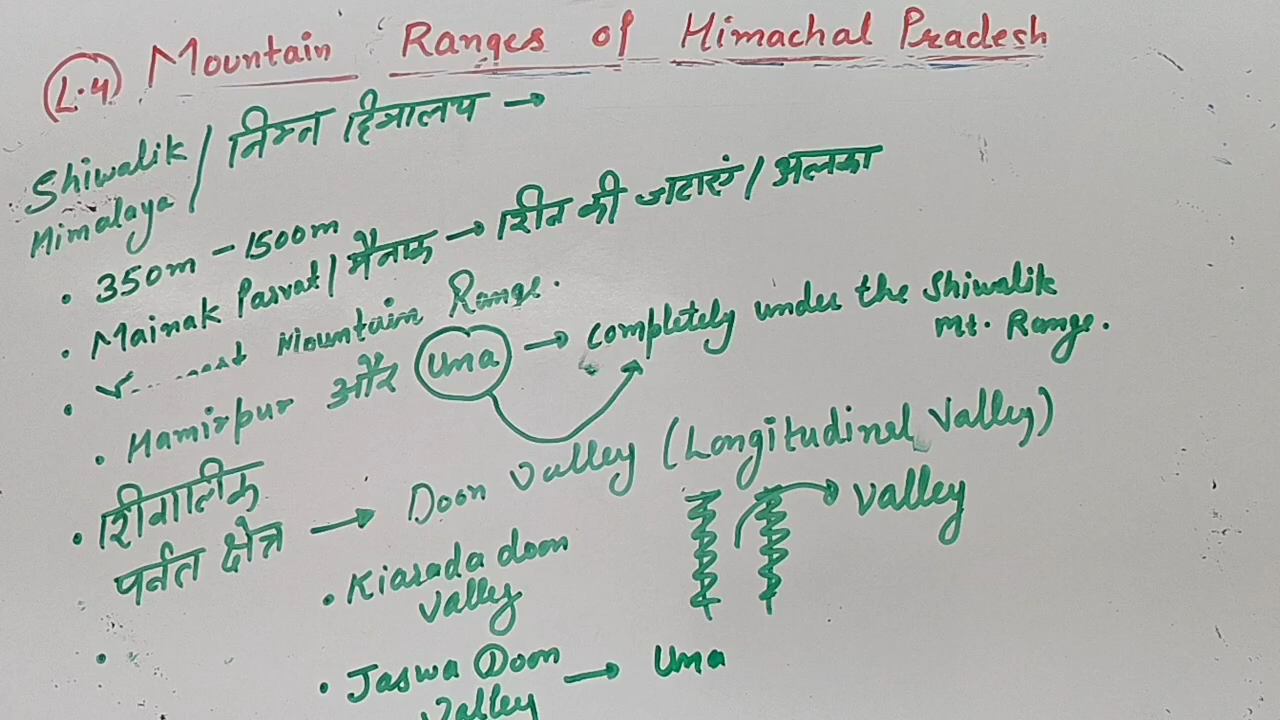 L.4 Mountain Ranges of Himachal Pradesh
Shiwalik Himalaya / निम्न हिमालय →
• 350m - 1500m
• Mainak Parvat / मैनाक → शिव की जटाएं / अलका
• Mountain Range.
• Hamirpur और Una → Completely under the Shiwalik Mt. Range.
• शिवालीक पर्वत क्षेत्र → Doon Valley (Longitudinal Valley)
valley
• Kiarada doon valley
• Jaswa Doon Valley → Una